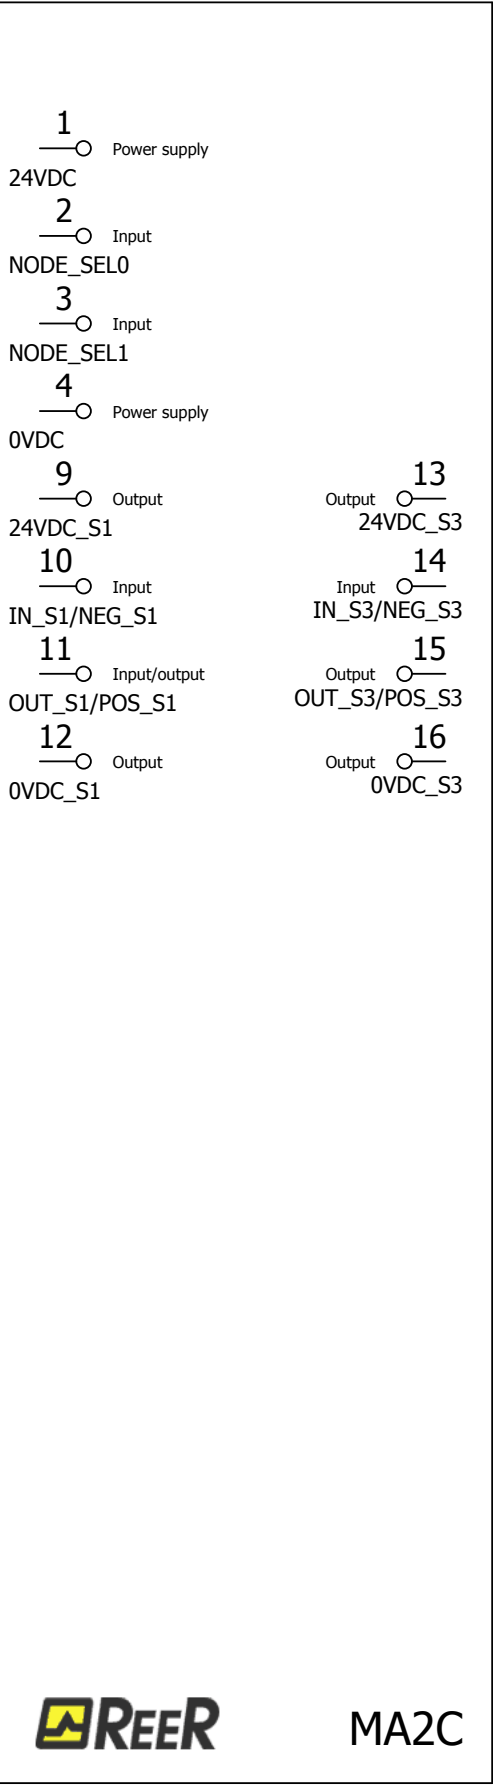 1
Power supply
24VDC
2
Input
NODE_SEL0
3
Input
NODE_SEL1
4
Power supply
0VDC
9
Output
24VDC_S1
10
Input
IN_S1/NEG_S1
11
Input/output
OUT_S1/POS_S1
12
Output
0VDC_S1
13
Output
24VDC_S3
14
Input
IN_S3/NEG_S3
15
Output
OUT_S3/POS_S3
16
Output
0VDC_S3
REER
MA2C